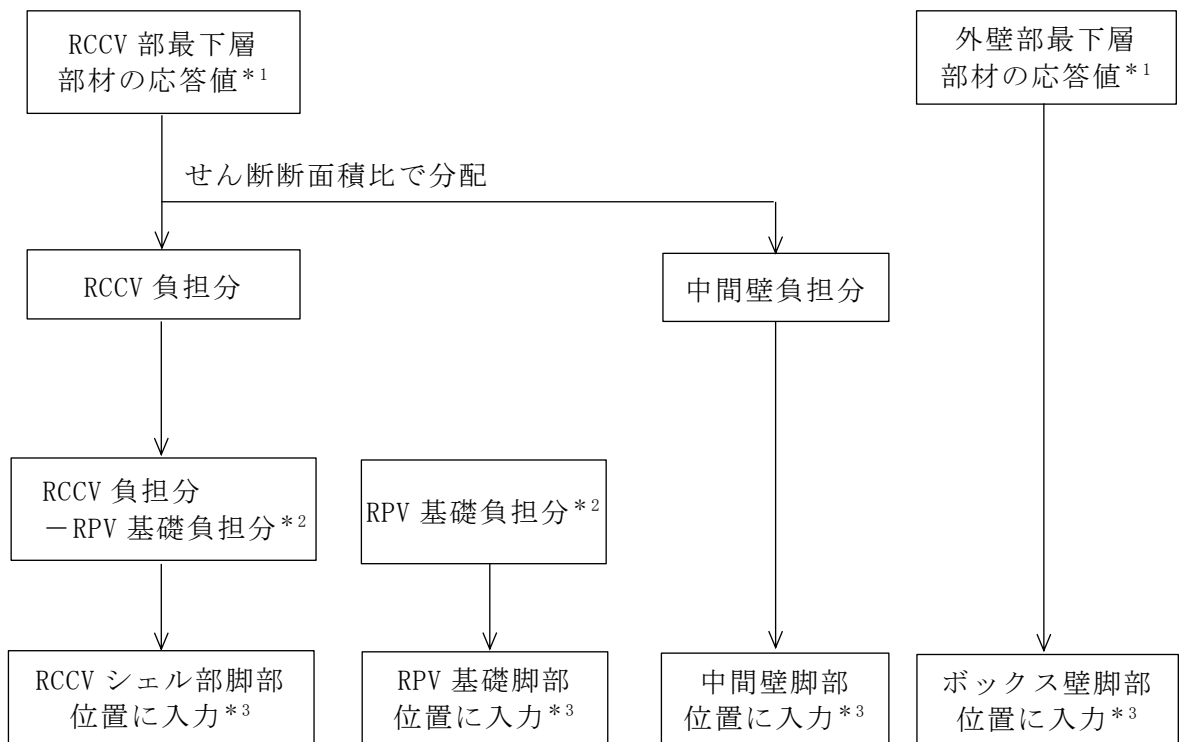 RCCV 部最下層
部材の応答値*1
外壁部最下層
部材の応答値*1
せん断断面積比で分配
RCCV 負担分
中間壁負担分
RCCV 負担分
－RPV 基礎負担分*2
RPV 基礎負担分*2
RCCV シェル部脚部
位置に入力*3
RPV 基礎脚部
位置に入力*3
中間壁脚部
位置に入力*3
ボックス壁脚部
位置に入力*3